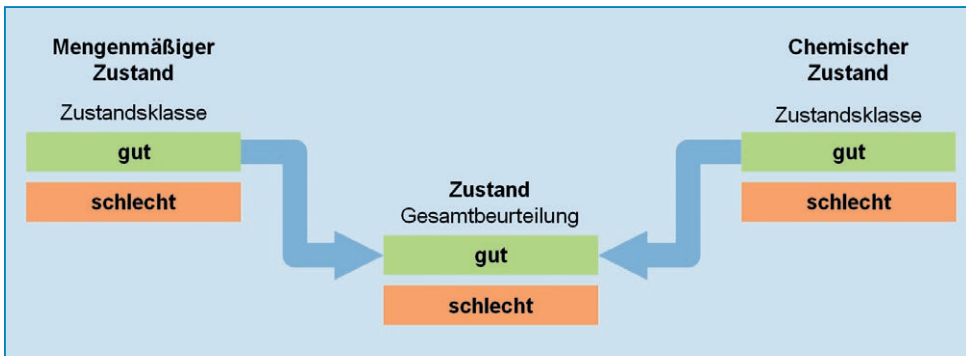 Mengenmäßiger
Zustand
Zustandsklasse
gut
schlecht
Zustand
Gesamtbeurteilung
gut
schlecht
Chemischer
Zustand
Zustandsklasse
gut
schlecht